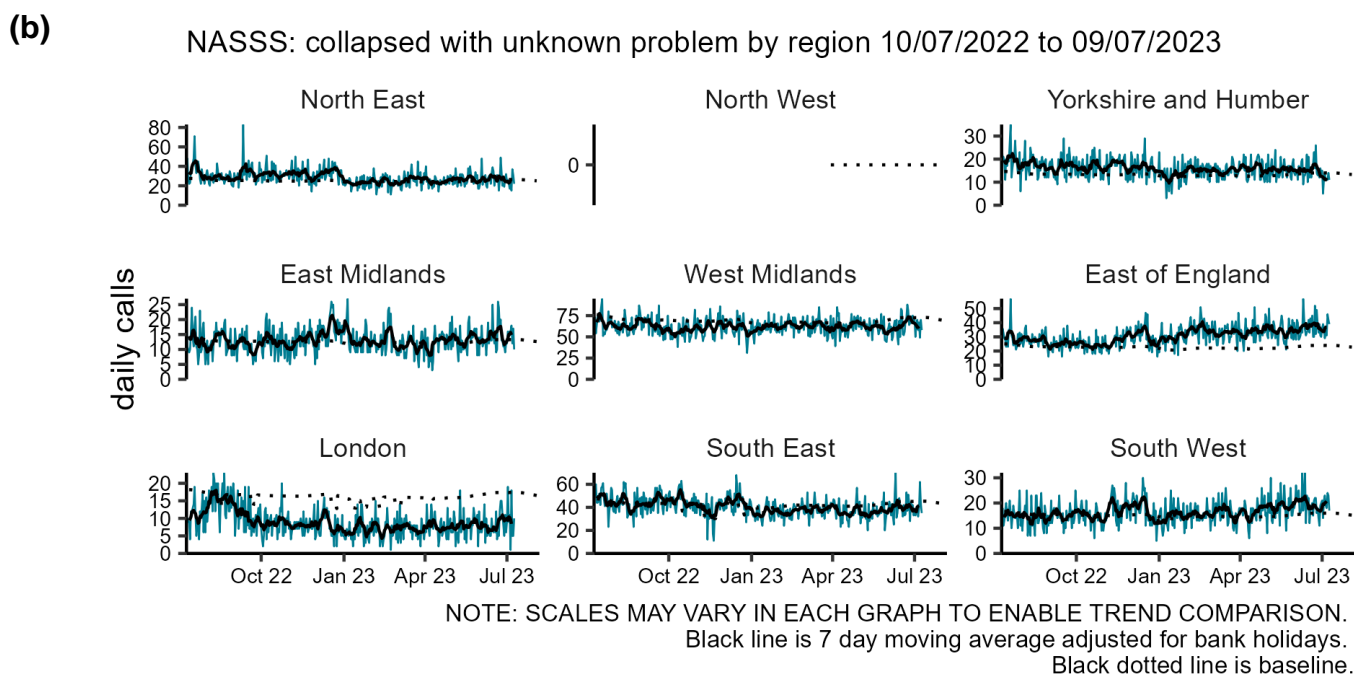 (b)
NASSS: collapsed with unknown problem by region 10/07/2022 to 09/07/2023
North East
North West
Yorkshire and Humber
80
60
40
20
0
0
30
20
10
0
East Midlands
West Midlands
East of England
daily calls
25
20
15
10
5
0
75
50
25
0
50
40
30
20
10
0
London
South East
South West
20
15
10
5
0
60
40
20
0
30
20
10
0
Oct 22 Jan 23 Apr 23 Jul 23
Oct 22 Jan 23 Apr 23 Jul 23
Oct 22 Jan 23 Apr 23 Jul 23
NOTE: SCALES MAY VARY IN EACH GRAPH TO ENABLE TREND COMPARISON.
Black line is 7 day moving average adjusted for bank holidays.
Black dotted line is baseline.